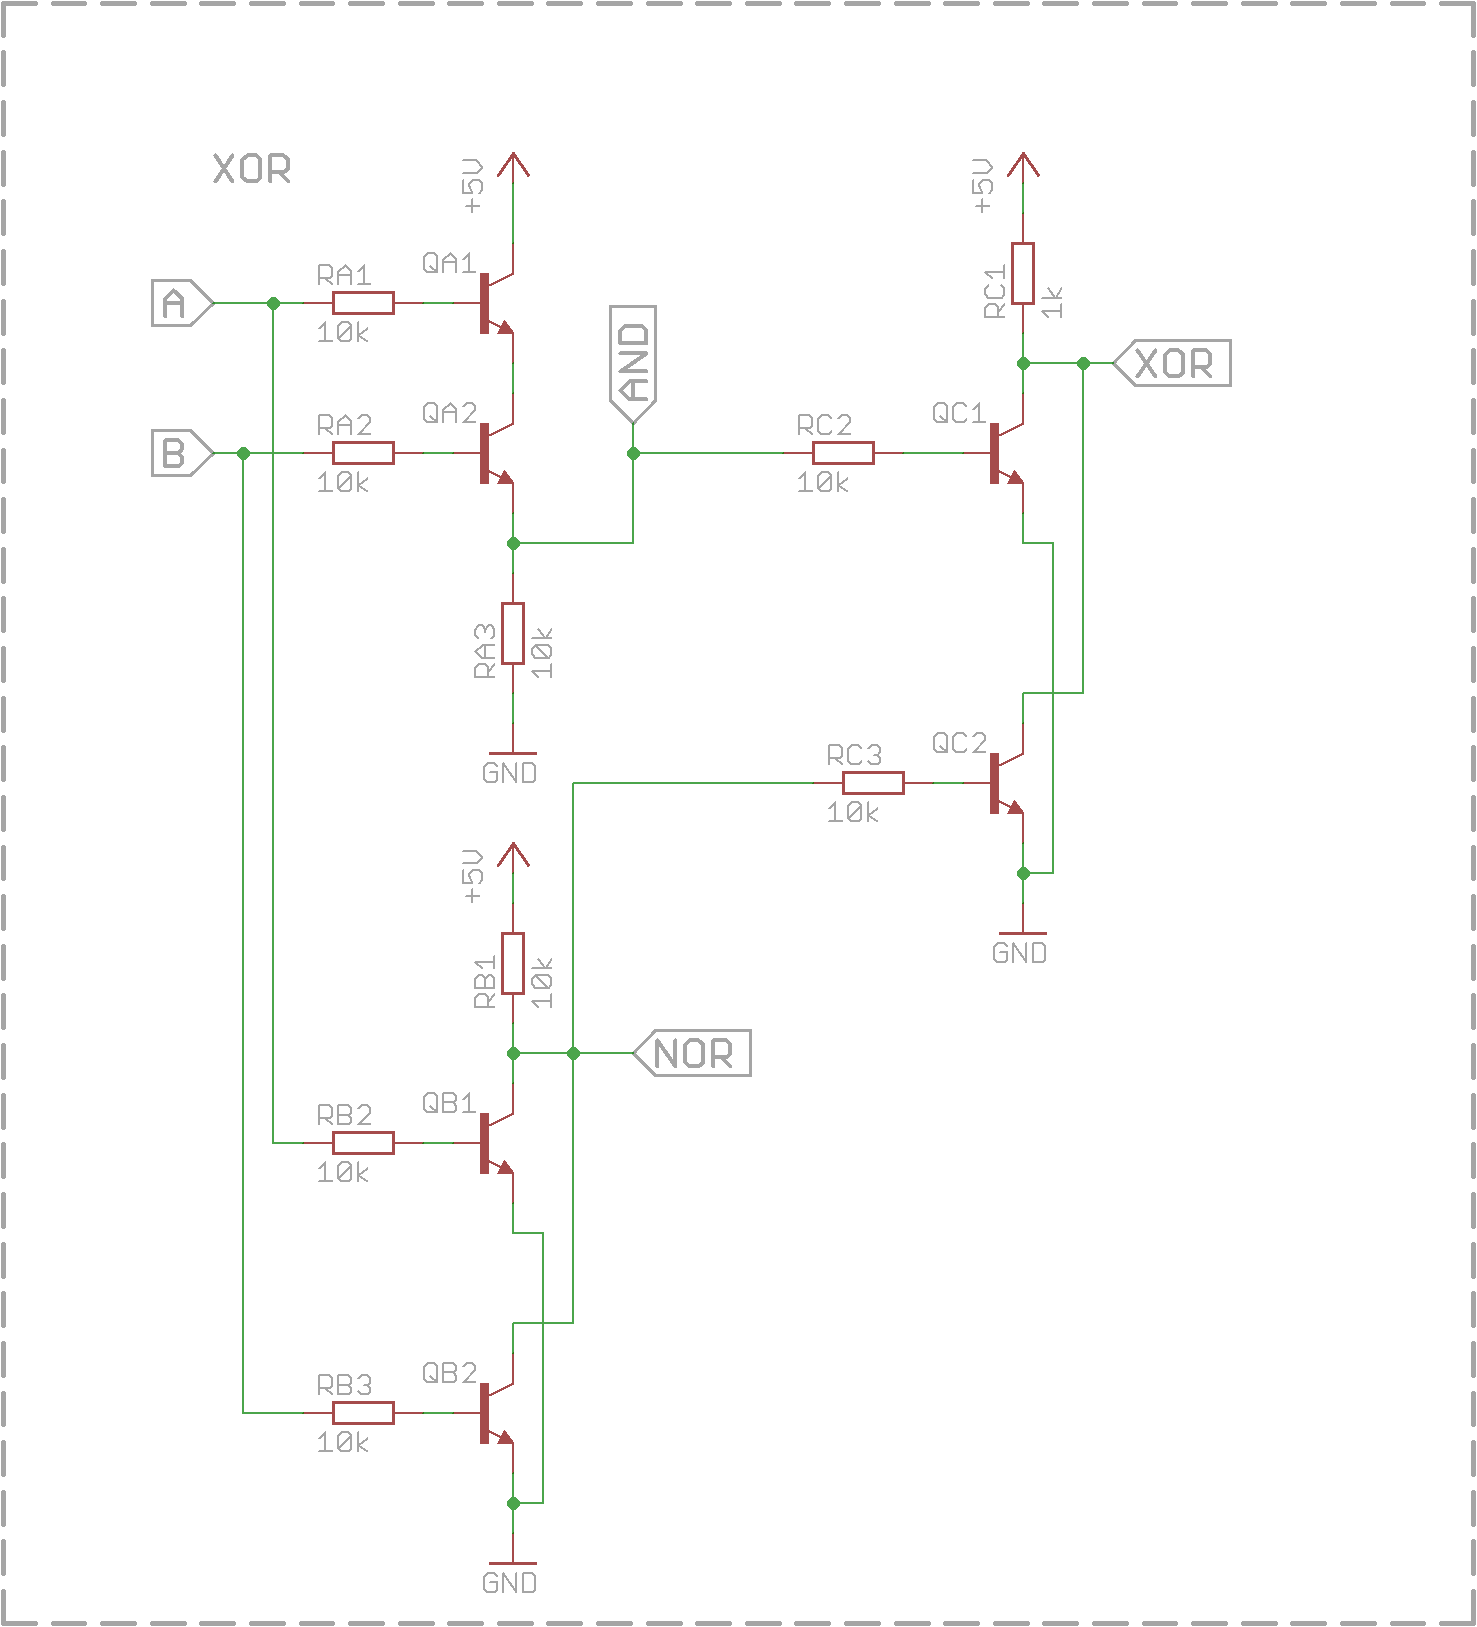 XOR
+5V
+5V
A
RA1
10k
QA1
RC1
1k
AND
XOR
B
RA2
10k
QA2
RC2
10k
QC1
RA3
10k
GND
RC3
10k
QC2
+5V
GND
RB1
10k
NOR
RB2
10k
QB1
RB3
10k
QB2
GND